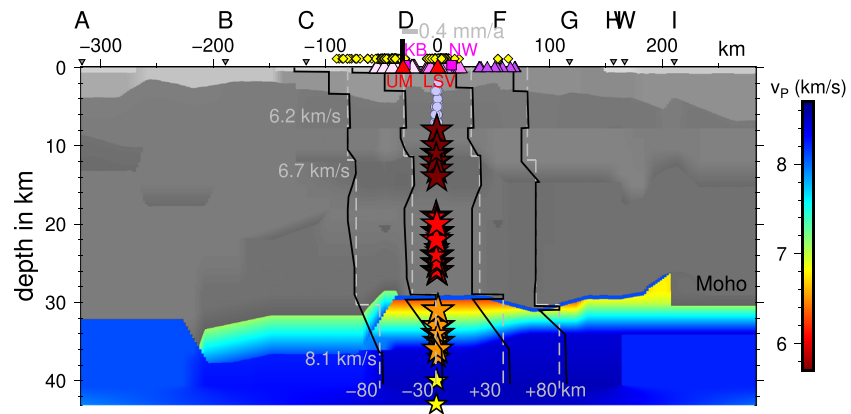 A B C D F G H W I
0.4 mm/a
−300 −200 −100 0 100 200 km
KB NW
UM LSV
vP (km/s)
0
10
20
30
40
depth in km
6.2 km/s
6.7 km/s
8.1 km/s
Moho
−80 −30 +30 +80 km
8
7
6